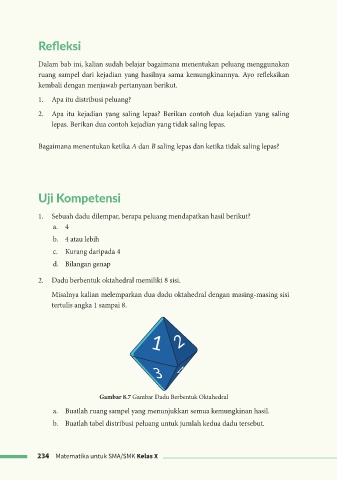 Refleksi
Dalam bab ini, kalian sudah belajar bagaimana menentukan peluang menggunakan
ruang sampel dari kejadian yang hasilnya sama kemungkinannya. Ayo refleksikan
kembali dengan menjawab pertanyaan berikut.
1. Apa itu distribusi peluang?
2. Apa itu kejadian yang saling lepas? Berikan contoh dua kejadian yang saling
lepas. Berikan dua contoh kejadian yang tidak saling lepas.
Bagaimana menentukan ketika A dan B saling lepas dan ketika tidak saling lepas?
Uji Kompetensi
1. Sebuah dadu dilempar, berapa peluang mendapatkan hasil berikut?
a. 4
b. 4 atau lebih
c. Kurang daripada 4
d. Bilangan genap
2. Dadu berbentuk oktahedral memiliki 8 sisi.
Misalnya kalian melemparkan dua dadu oktahedral dengan masing-masing sisi
tertulis angka 1 sampai 8.
1 2
3
Gambar 8.7 Gambar Dadu Berbentuk Oktahedral
a. Buatlah ruang sampel yang menunjukkan semua kemungkinan hasil.
b. Buatlah tabel distribusi peluang untuk jumlah kedua dadu tersebut.
234 Matematika untuk SMA/SMK Kelas X